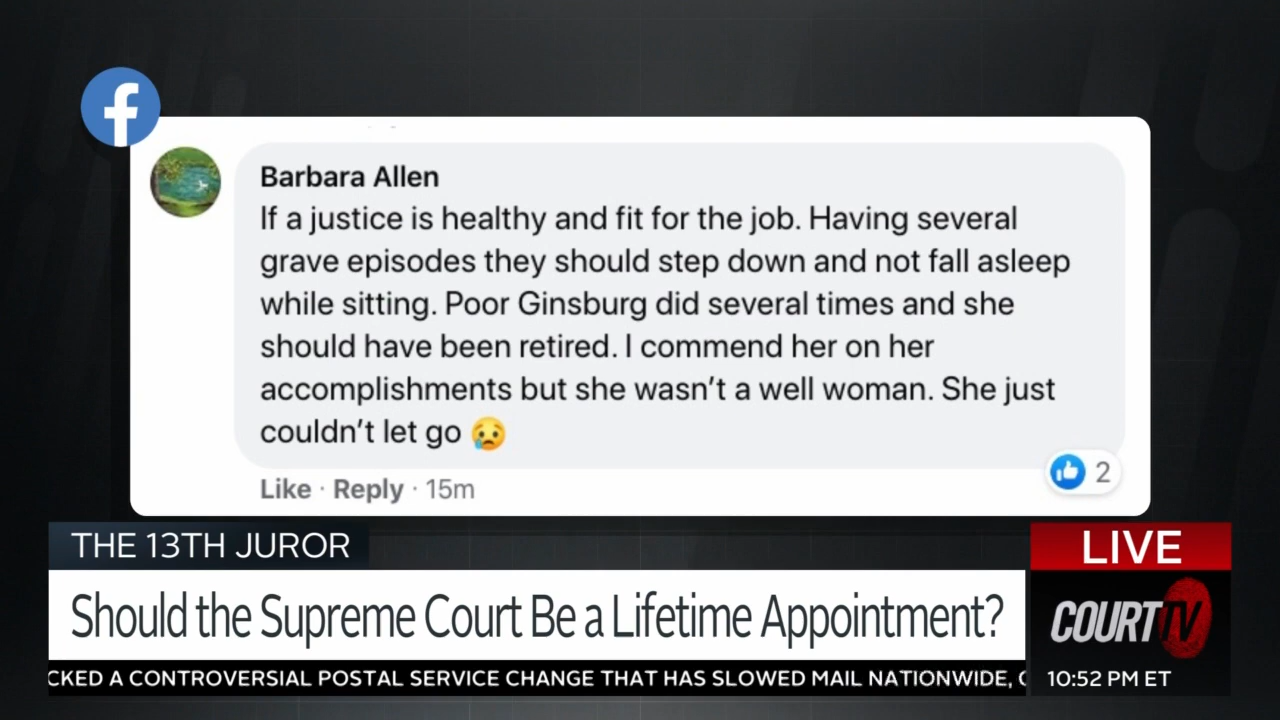 Barbara Allen
If a justice is healthy and fit for the job. Having several
grave episodes they should step down and not fall asleep
while sitting. Poor Ginsburg did several times and she
should have been retired. I commend her on her
accomplishments but she wasn't a well woman. She just
couldn't let go 😢
Like · Reply · 15m
2
THE 13TH JUROR
LIVE
Should the Supreme Court Be a Lifetime Appointment?
COURT TV
CKED A CONTROVERSIAL POSTAL SERVICE CHANGE THAT HAS SLOWED MAIL NATIONWIDE,
10:52 PM ET